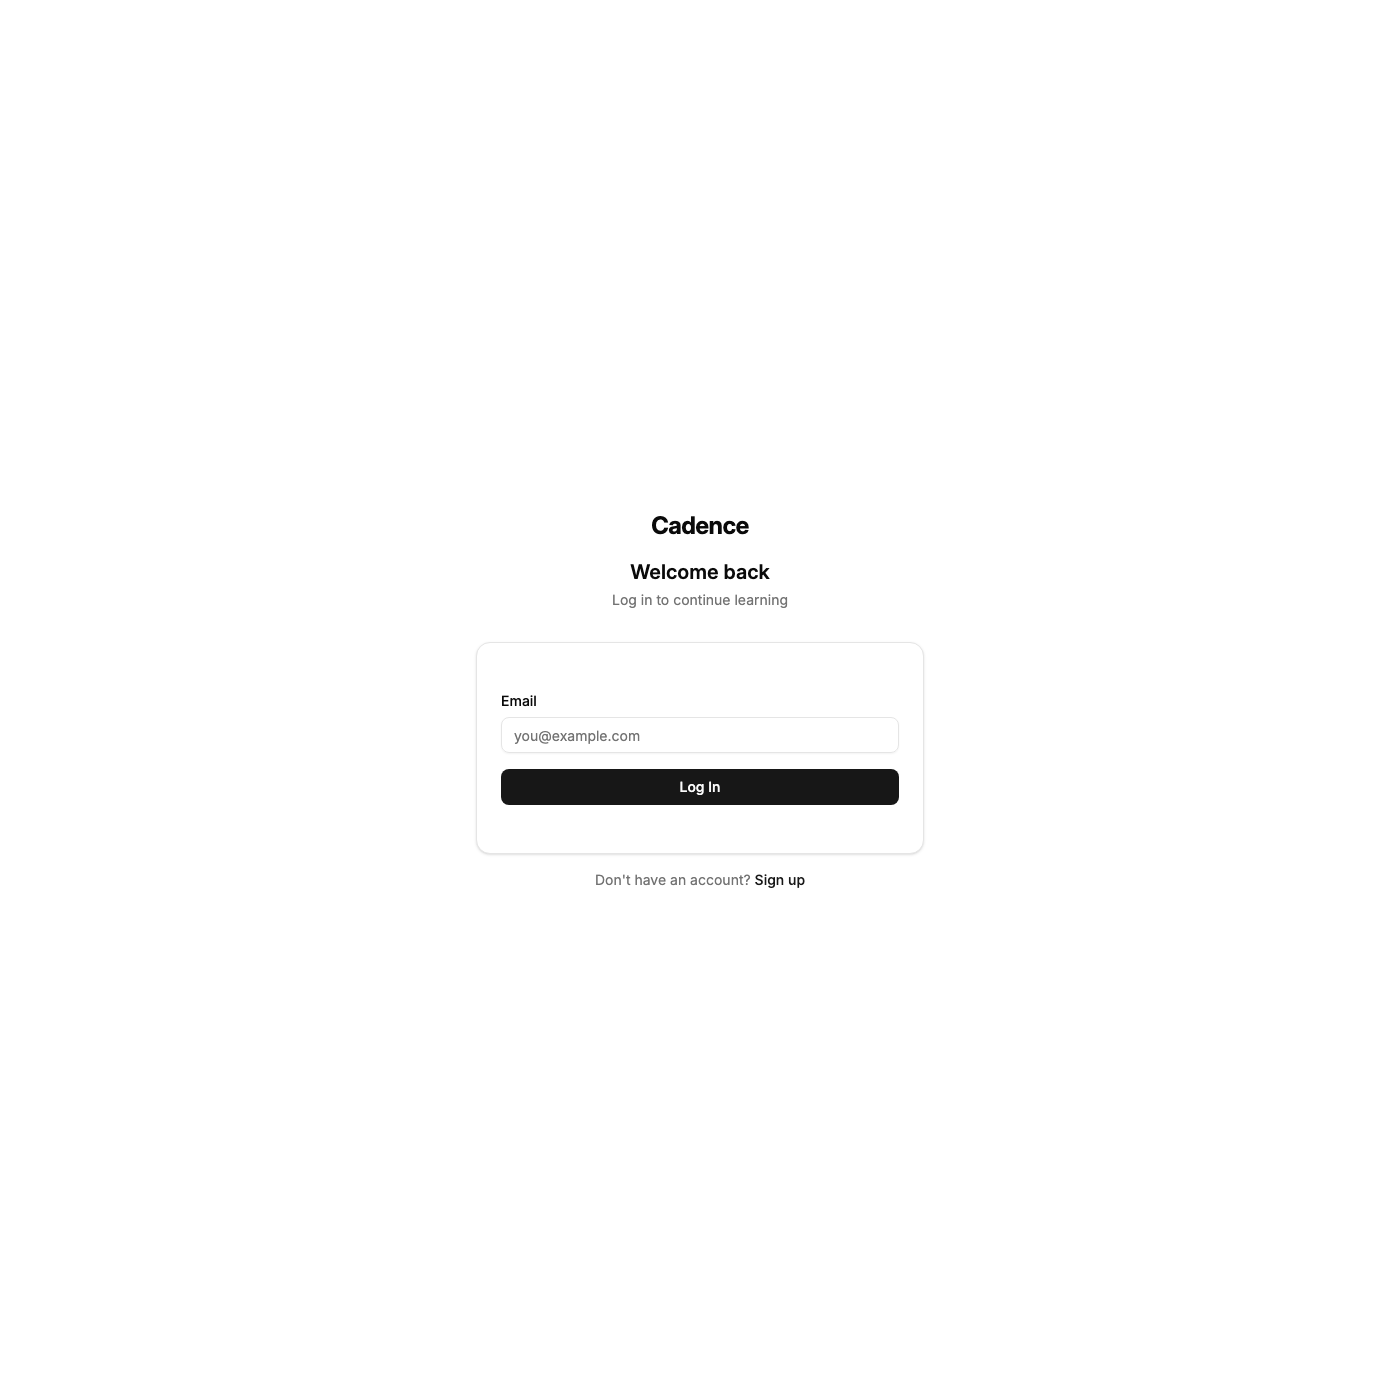 Cadence
Welcome back
Log in to continue learning
Email
you@example.com
Log In
Don't have an account? Sign up